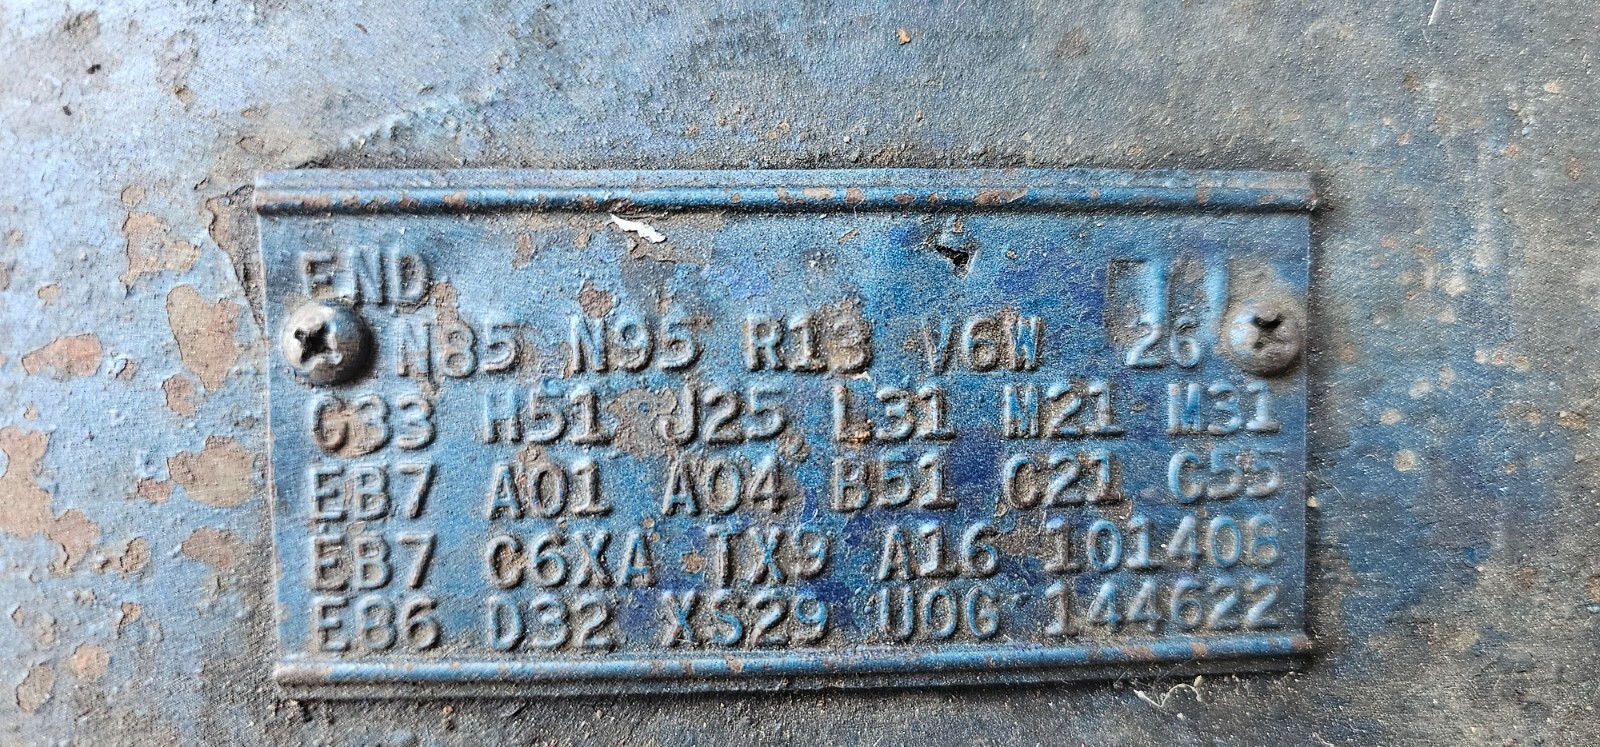 END
N85 N95 R13 V6W 26
G33 H51 J25 L31 M21 M31
EB7 A01 A04 B51 C21 C55
EB7 C6XA TX9 A16 101408
E86 D32 XS29 U0G 144622